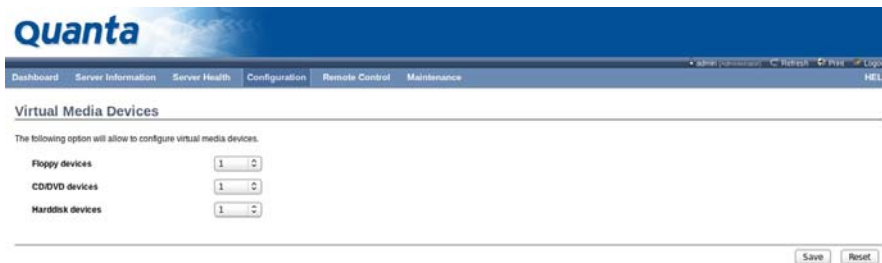 Quanta
• admin (Administrator) Refresh Print Logo
Dashboard Server Information Server Health Configuration Remote Control Maintenance HEL
Virtual Media Devices
The following option will allow to configure virtual media devices.
Floppy devices 1
CD/DVD devices 1
Harddisk devices 1
Save Reset